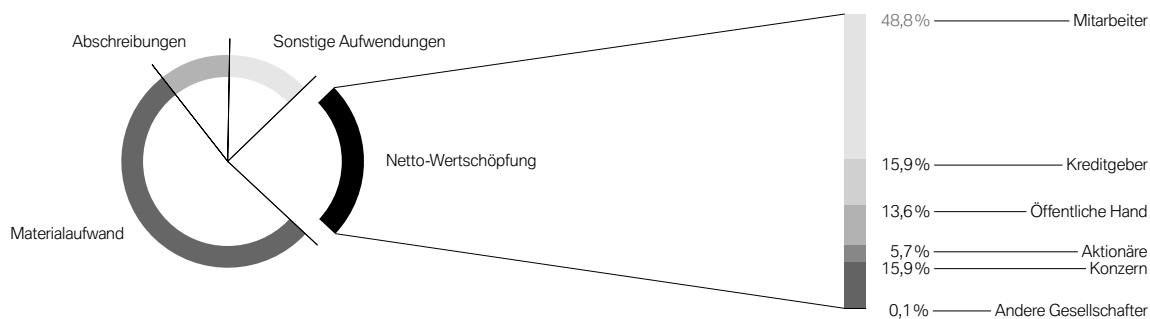 48,8% Mitarbeiter
Abschreibungen Sonstige Aufwendungen
Netto-Wertschöpfung
15,9% Kreditgeber
13,6% Öffentliche Hand
Materialaufwand
5,7% Aktionäre
15,9% Konzern
0,1% Andere Gesellschafter